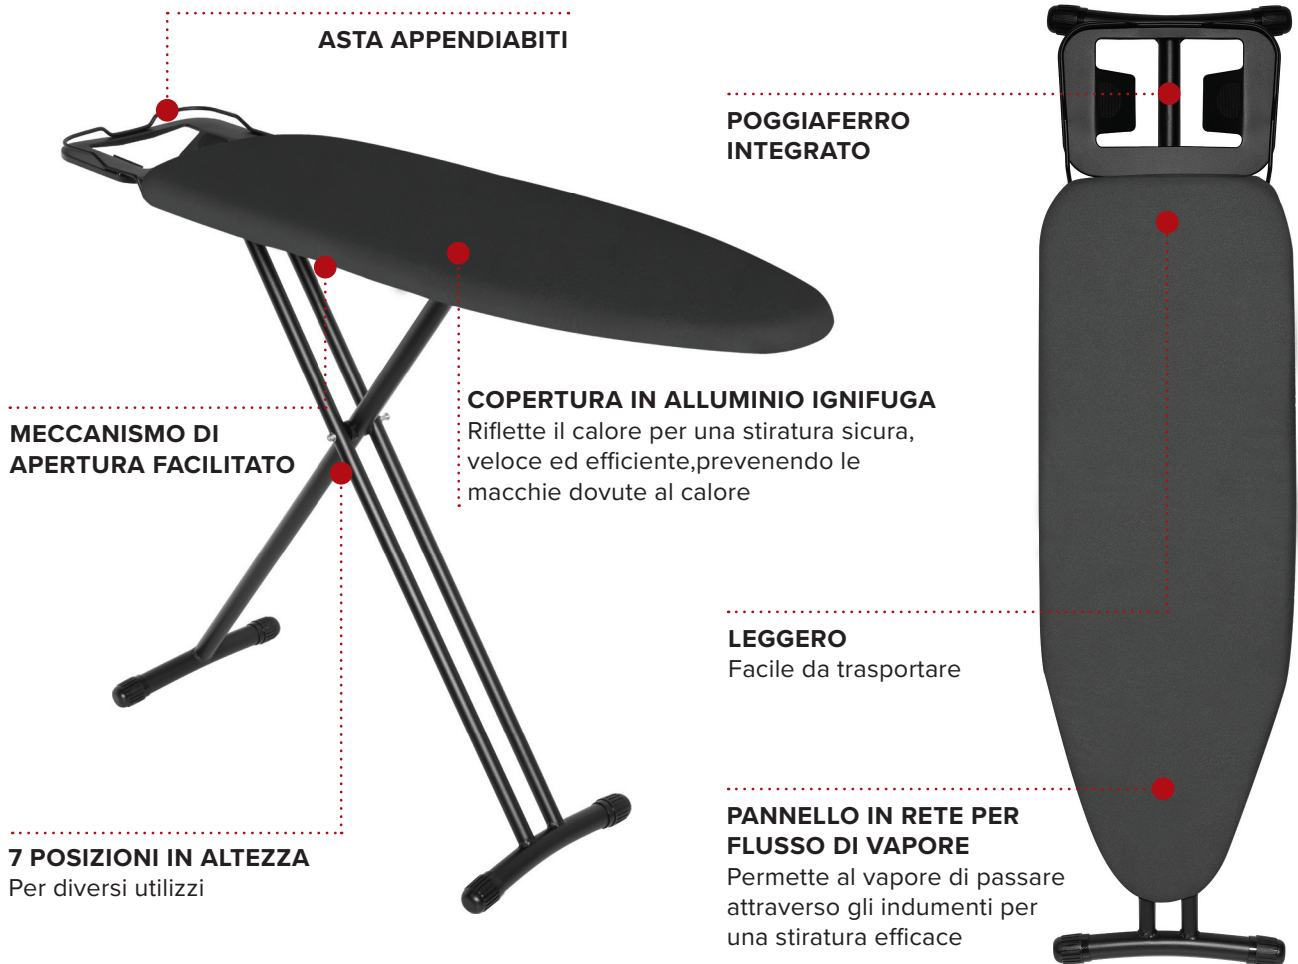 ASTA APPENDIABITI
POGGIAFERRO
INTEGRATO
MECCANISMO DI
APERTURA FACILITATO
COPERTURA IN ALLUMINIO IGNIFUGA
Riflette il calore per una stiratura sicura,
veloce ed efficiente,prevenendo le
macchie dovute al calore
LEGGERO
Facile da trasportare
7 POSIZIONI IN ALTEZZA
Per diversi utilizzi
PANNELLO IN RETE PER
FLUSSO DI VAPORE
Permette al vapore di passare
attraverso gli indumenti per
una stiratura efficace